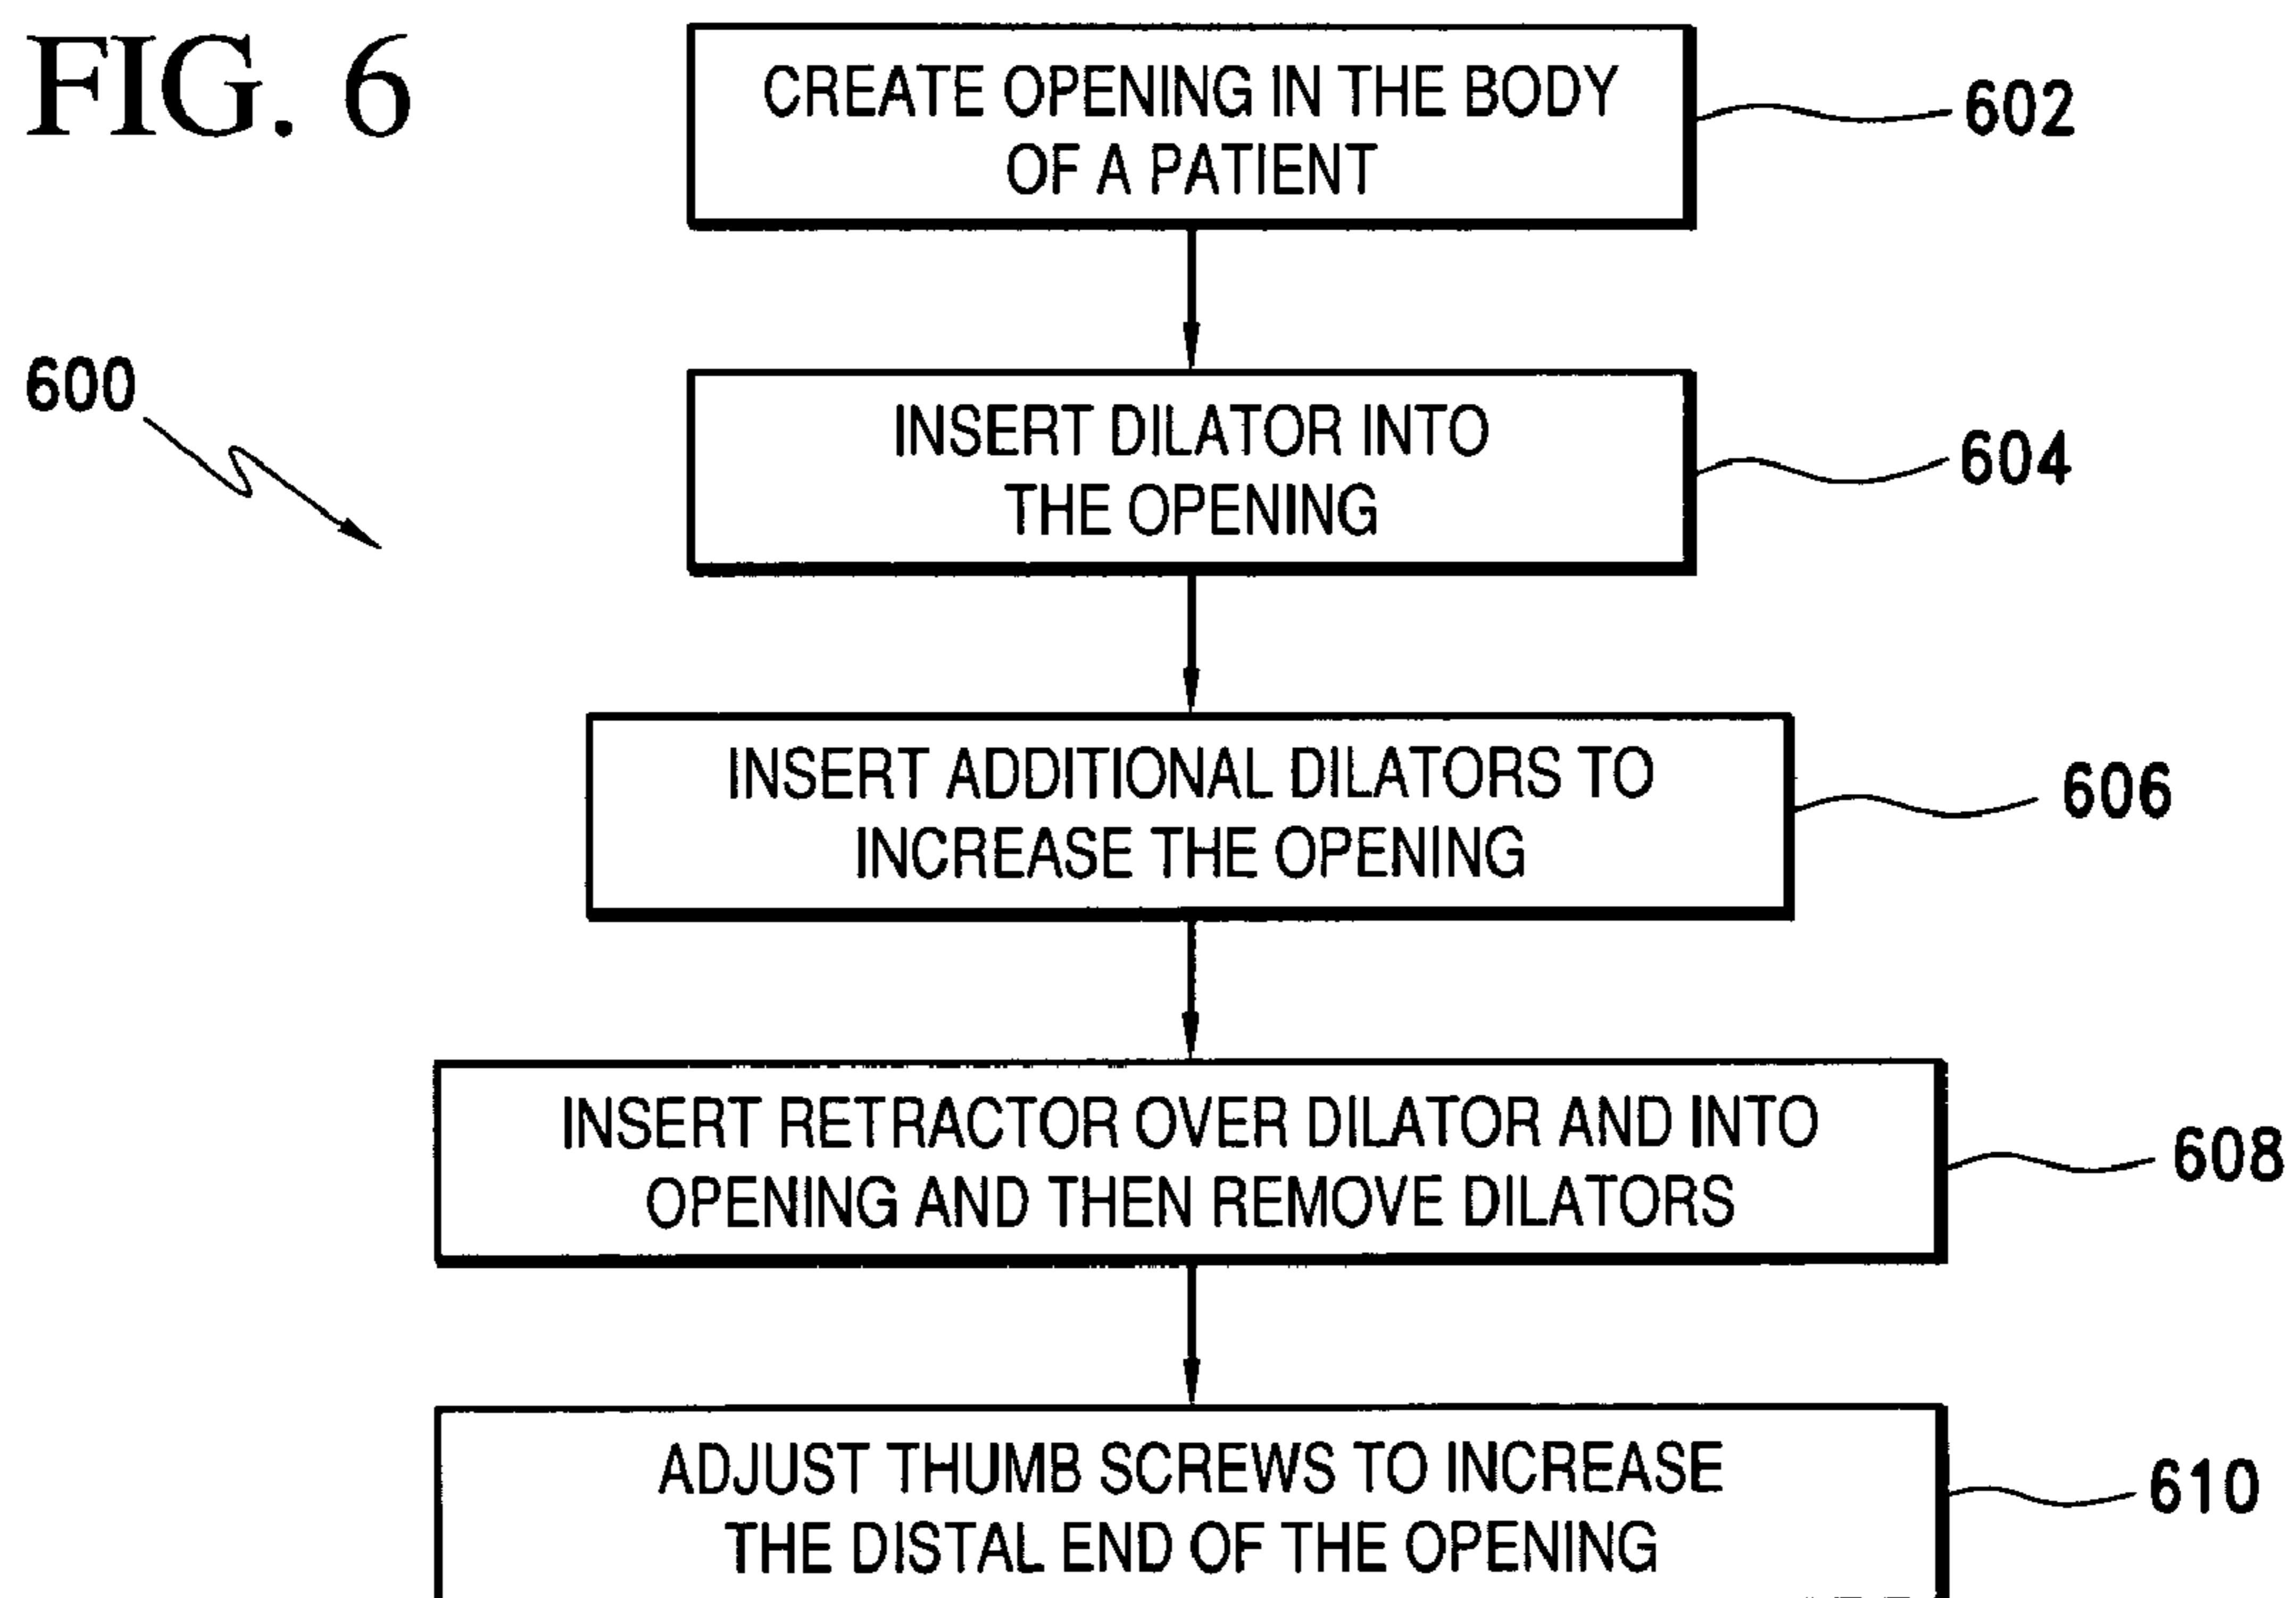 FIG. 6
CREATE OPENING IN THE BODY
OF A PATIENT
602
600
INSERT DILATOR INTO
THE OPENING
604
INSERT ADDITIONAL DILATORS TO
INCREASE THE OPENING
606
INSERT RETRACTOR OVER DILATOR AND INTO
OPENING AND THEN REMOVE DILATORS
608
ADJUST THUMB SCREWS TO INCREASE
THE DISTAL END OF THE OPENING
610